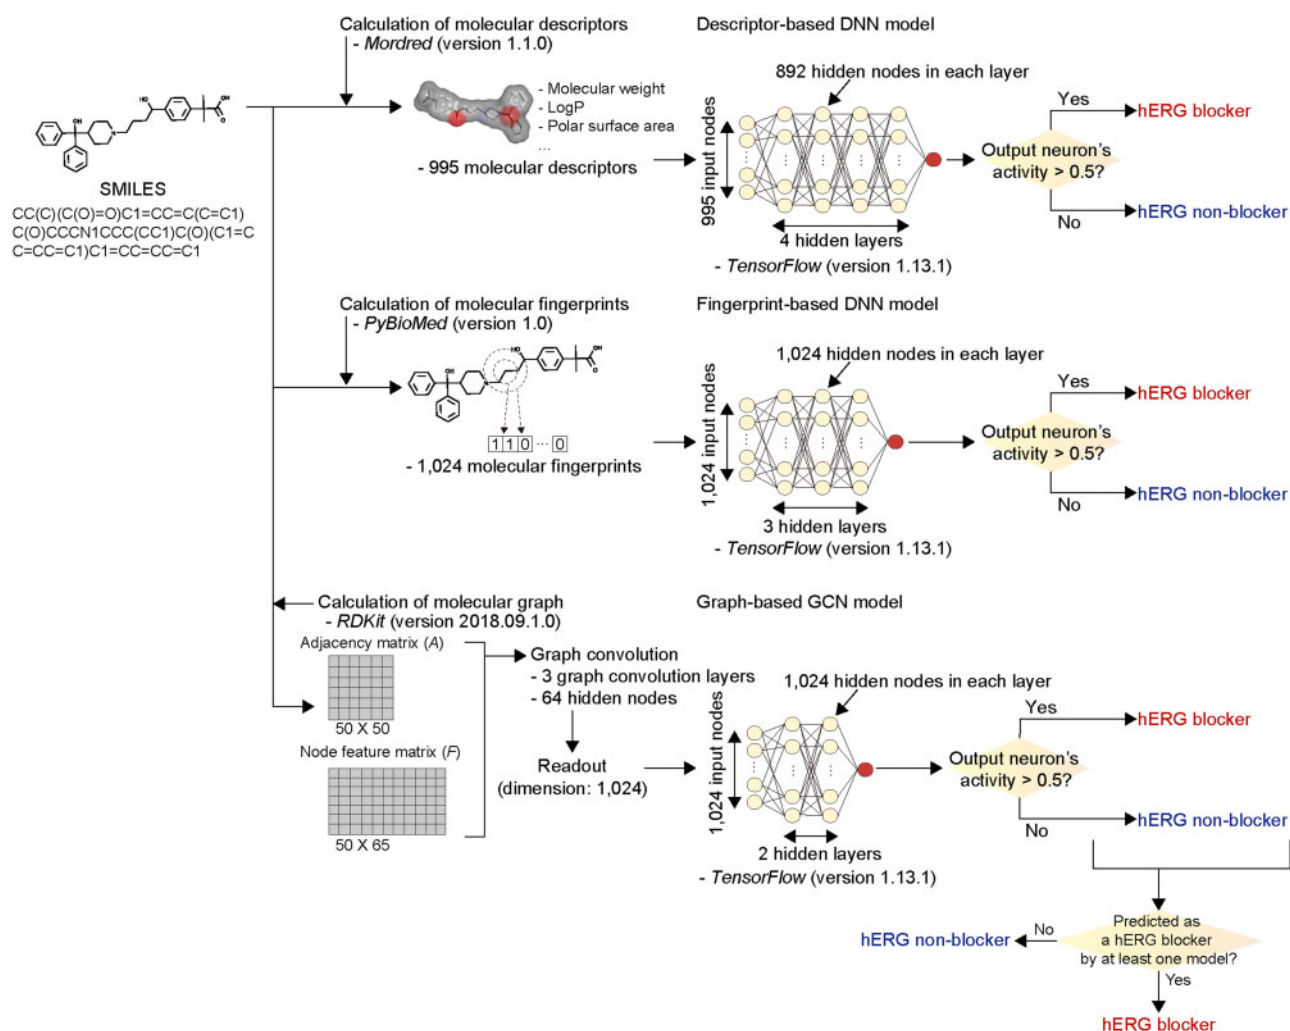 Calculation of molecular descriptors
- Mordred (version 1.1.0)
Descriptor-based DNN model
892 hidden nodes in each layer
OH
HO
OH
O
N
SMILES
CC(C)(C(O)=O)C1=CC=C(C=C1)
C(O)CCCN1CCC(CC1)C(O)(C1=C
C=CC=C1)C1=CC=CC=C1
- Molecular weight
- LogP
- Polar surface area
...
- 995 molecular descriptors
995 input nodes
4 hidden layers
- TensorFlow (version 1.13.1)
Output neuron's
activity > 0.5?
Yes
hERG blocker
No
hERG non-blocker
Calculation of molecular fingerprints
- PyBioMed (version 1.0)
Fingerprint-based DNN model
1,024 hidden nodes in each layer
OH
HO
OH
O
N
1 1 0 ... 0
- 1,024 molecular fingerprints
1,024 input nodes
3 hidden layers
- TensorFlow (version 1.13.1)
Output neuron's
activity > 0.5?
Yes
hERG blocker
No
hERG non-blocker
Calculation of molecular graph
- RDKit (version 2018.09.1.0)
Graph-based GCN model
Adjacency matrix (A)
50 X 50
Node feature matrix (F)
50 X 65
Graph convolution
- 3 graph convolution layers
- 64 hidden nodes
Readout
(dimension: 1,024)
1,024 hidden nodes in each layer
1,024 input nodes
2 hidden layers
- TensorFlow (version 1.13.1)
Output neuron's
activity > 0.5?
Yes
hERG blocker
No
hERG non-blocker
Predicted as
a hERG blocker
by at least one model?
No
hERG non-blocker
Yes
hERG blocker